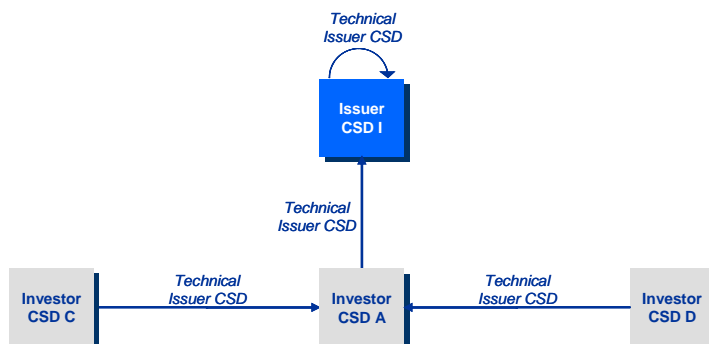 Technical
Issuer CSD
Issuer
CSD I
Technical
Issuer CSD
Investor
CSD C
Technical
Issuer CSD
Investor
CSD A
Technical
Issuer CSD
Investor
CSD D